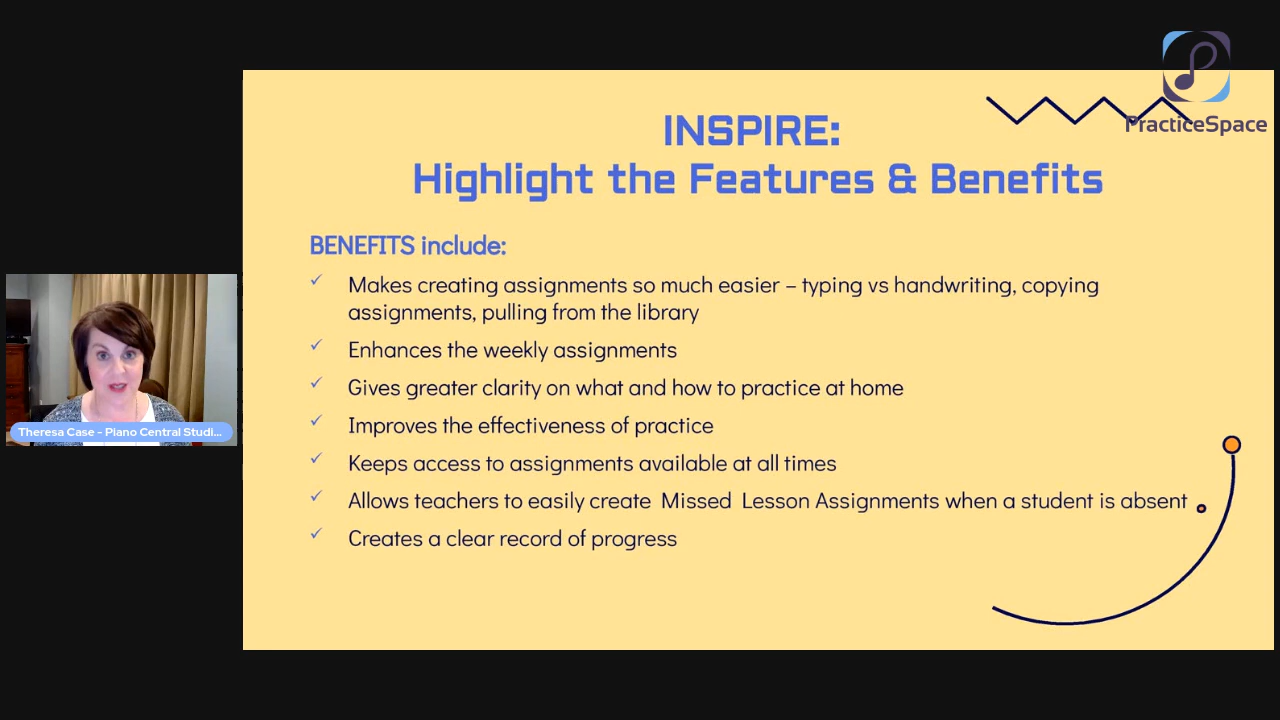 PracticeSpace
INSPIRE:
Highlight the Features & Benefits
BENEFITS include:
Makes creating assignments so much easier – typing vs handwriting, copying
assignments, pulling from the library
Enhances the weekly assignments
Gives greater clarity on what and how to practice at home
Improves the effectiveness of practice
Keeps access to assignments available at all times
Allows teachers to easily create Missed Lesson Assignments when a student is absent
Creates a clear record of progress
Theresa Case - Piano Central Studi...